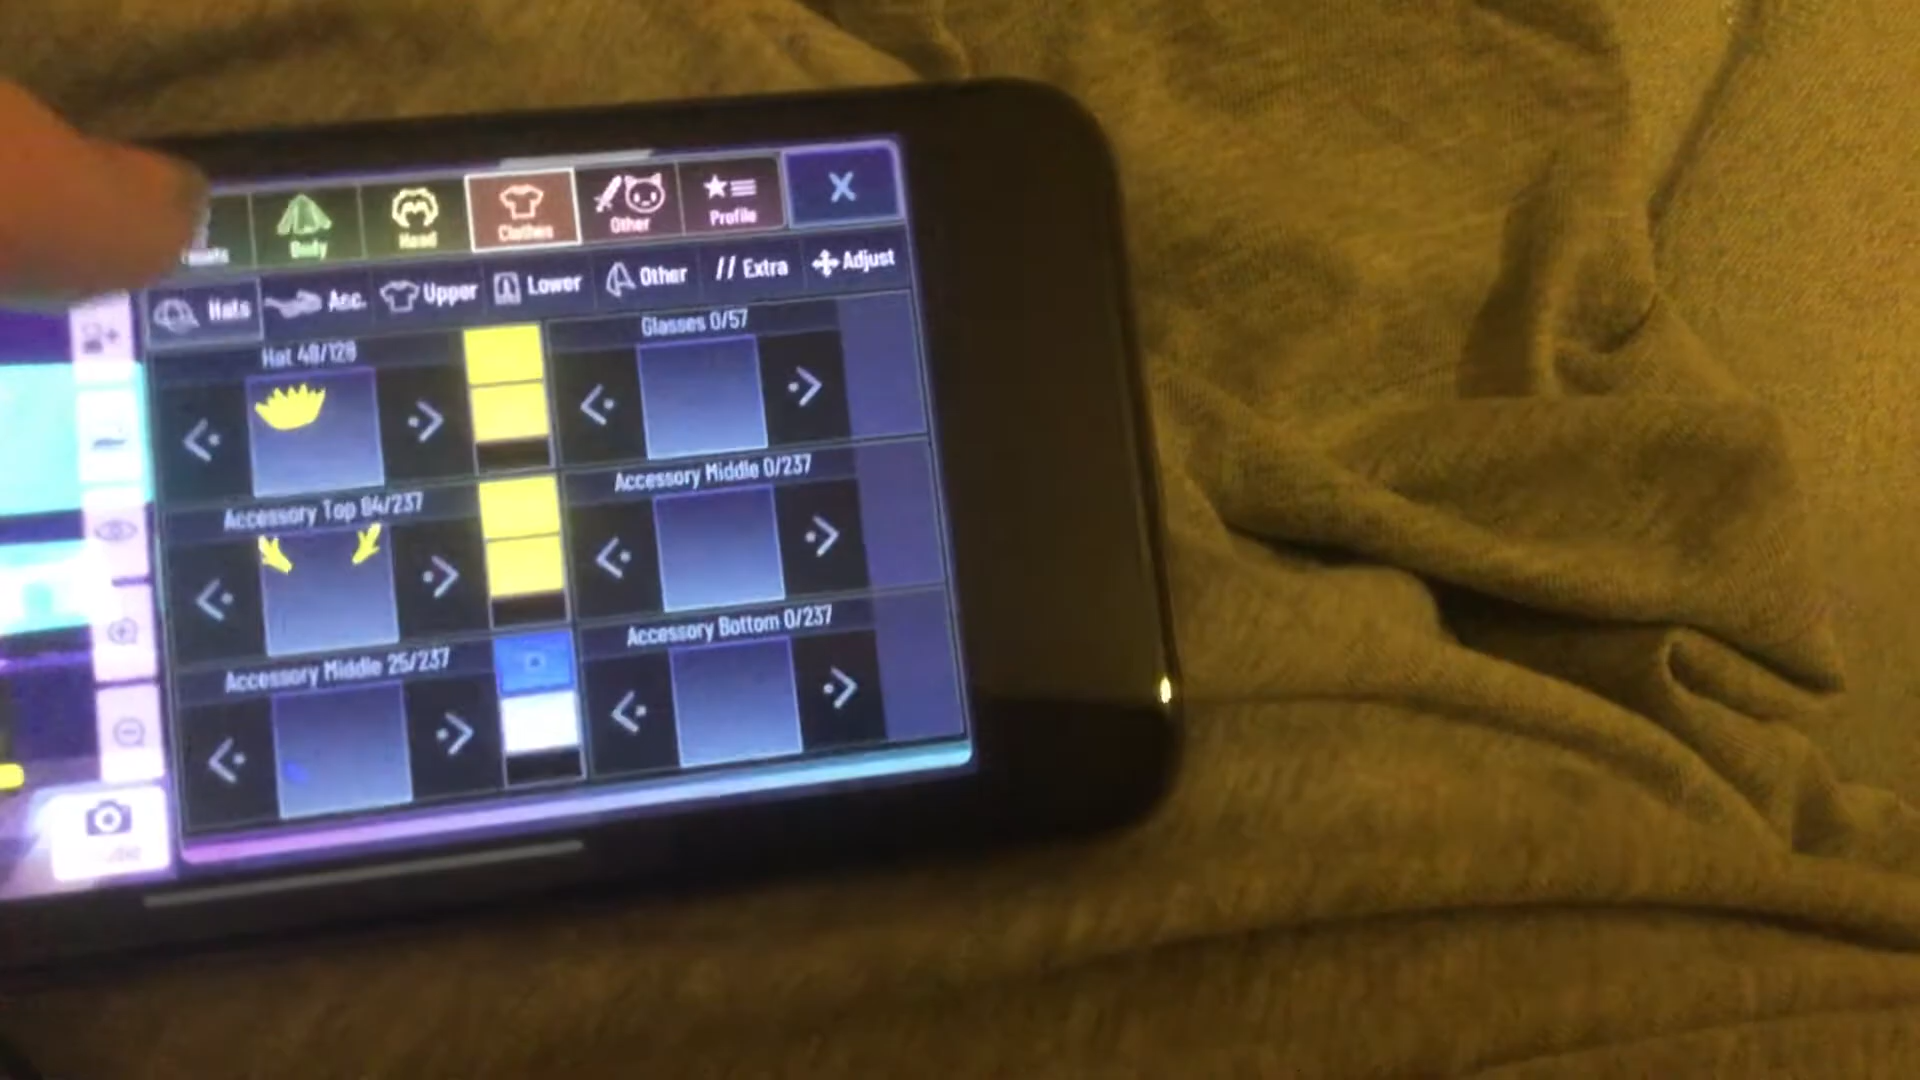 Body
Head
Clothes
Other
Profile
X
Hats
Acc.
Upper
Lower
Other
// Extra
Adjust
Hat 48/128
Glasses 0/57
Accessory Top 84/237
Accessory Middle 0/237
Accessory Middle 25/237
Accessory Bottom 0/237